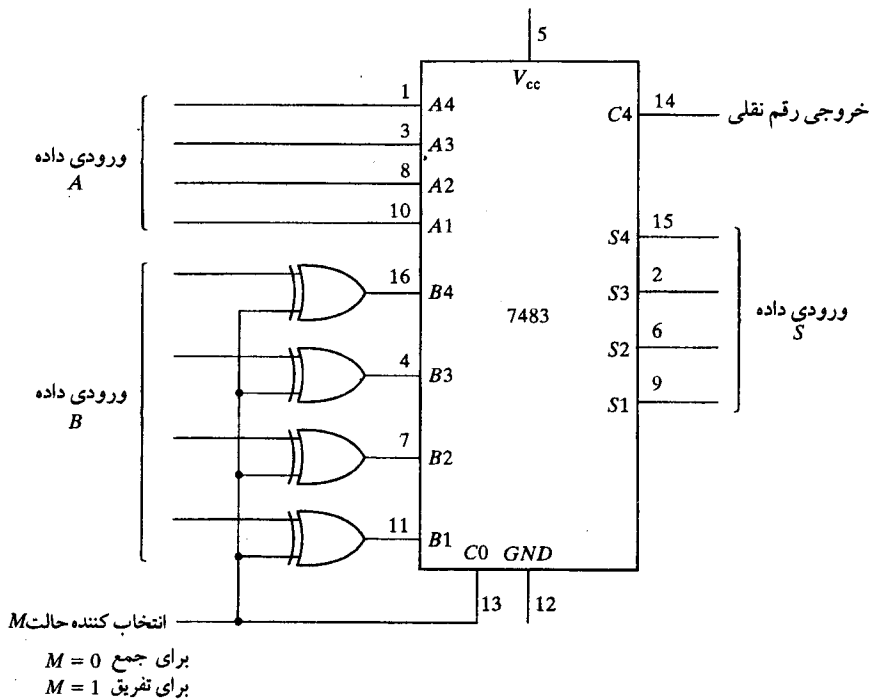 5
Vcc
1 A4
3 A3
8 A2
10 A1
ورودی داده
A
16 B4
4 B3
7 B2
11 B1
ورودی داده
B
7483
C4 14 خروجی رقم نقلی
S4 15
S3 2
S2 6
S1 9
ورودی داده
S
C0 GND
13 12
انتخاب کننده حالت M
برای جمع M = 0
برای تفریق M = 1